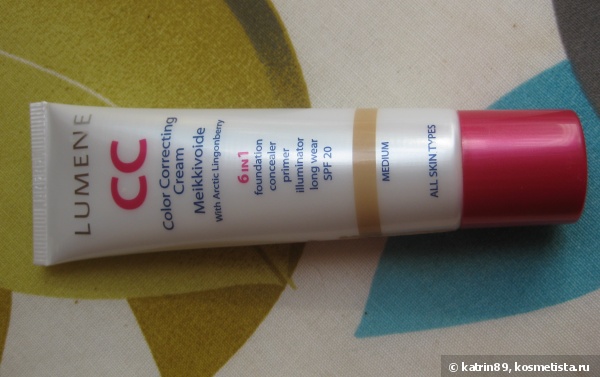 LUMENE
CC
Color Correcting
Cream
Meikkivoide
With Arctic Lingonberry
6 IN 1
foundation
concealer
primer
illuminator
long wear
SPF 20
MEDIUM
ALL SKIN TYPES
© katrin89, kosmetista.ru